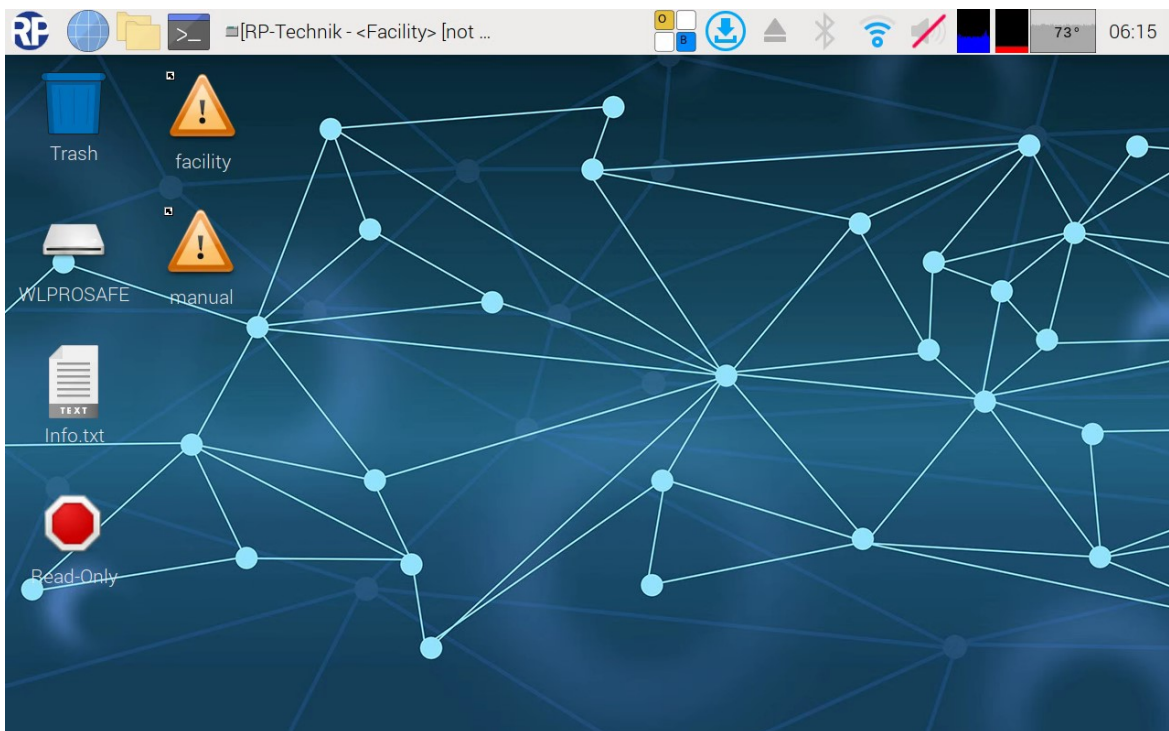 RP
>_
[RP-Technik - <Facility> [not ...
O
B
73°
06:15
Trash
facility
WLPROSAFE
manual
TEXT
Info.txt
Read-Only